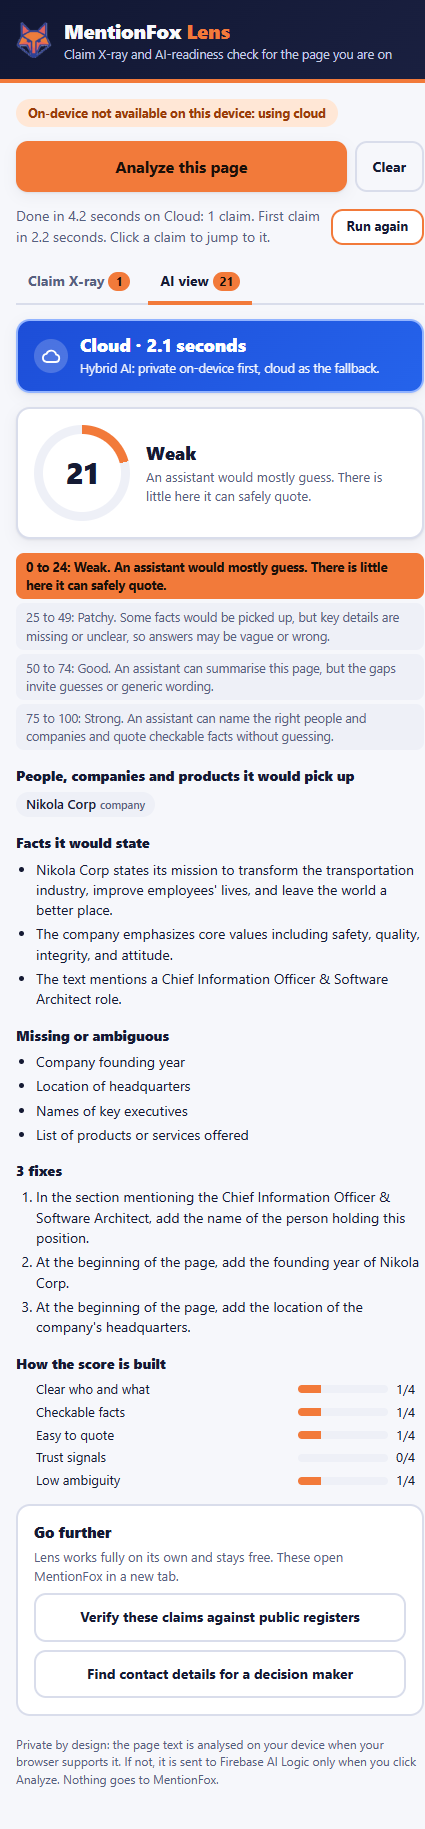 MentionFox Lens
Claim X-ray and AI-readiness check for the page you are on
On-device not available on this device: using cloud
Analyze this page
Clear
Done in 4.2 seconds on Cloud: 1 claim. First claim
in 2.2 seconds. Click a claim to jump to it.
Run again
Claim X-ray 1
AI view 21
Cloud · 2.1 seconds
Hybrid AI: private on-device first, cloud as the fallback.
21
Weak
An assistant would mostly guess. There is
little here it can safely quote.
0 to 24: Weak. An assistant would mostly guess. There is little
here it can safely quote.
25 to 49: Patchy. Some facts would be picked up, but key details are
missing or unclear, so answers may be vague or wrong.
50 to 74: Good. An assistant can summarise this page, but the gaps
invite guesses or generic wording.
75 to 100: Strong. An assistant can name the right people and
companies and quote checkable facts without guessing.
People, companies and products it would pick up
Nikola Corp company
Facts it would state
• Nikola Corp states its mission to transform the transportation
industry, improve employees' lives, and leave the world a
better place.
• The company emphasizes core values including safety, quality,
integrity, and attitude.
• The text mentions a Chief Information Officer & Software
Architect role.
Missing or ambiguous
• Company founding year
• Location of headquarters
• Names of key executives
• List of products or services offered
3 fixes
1. In the section mentioning the Chief Information Officer &
Software Architect, add the name of the person holding this
position.
2. At the beginning of the page, add the founding year of Nikola
Corp.
3. At the beginning of the page, add the location of the
company's headquarters.
How the score is built
Clear who and what 1/4
Checkable facts 1/4
Easy to quote 1/4
Trust signals 0/4
Low ambiguity 1/4
Go further
Lens works fully on its own and stays free. These open
MentionFox in a new tab.
Verify these claims against public registers
Find contact details for a decision maker
Private by design: the page text is analysed on your device when your
browser supports it. If not, it is sent to Firebase AI Logic only when you click
Analyze. Nothing goes to MentionFox.